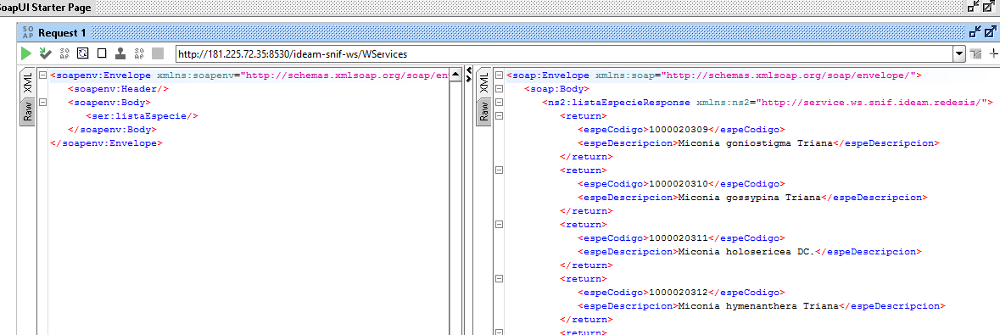 SoapUI Starter Page
Request 1
http://181.225.72.35:8530/ideam-snif-ws/WServices
XML
Raw
<soapenv:Envelope xmlns:soapenv="http://schemas.xmlsoap.org/soap/en
<soapenv:Header/>
<soapenv:Body>
<ser:listaEspecie/>
</soapenv:Body>
</soapenv:Envelope>
XML
Raw
<soap:Envelope xmlns:soap="http://schemas.xmlsoap.org/soap/envelope/">
<soap:Body>
<ns2:listaEspecieResponse xmlns:ns2="http://service.ws.snif.ideam.redesis/">
<return>
<espeCodigo>1000020309</espeCodigo>
<espeDescripcion>Miconia goniostigma Triana</espeDescripcion>
</return>
<return>
<espeCodigo>1000020310</espeCodigo>
<espeDescripcion>Miconia gossypina Triana</espeDescripcion>
</return>
<return>
<espeCodigo>1000020311</espeCodigo>
<espeDescripcion>Miconia holosericea DC.</espeDescripcion>
</return>
<return>
<espeCodigo>1000020312</espeCodigo>
<espeDescripcion>Miconia hymenanthera Triana</espeDescripcion>
</return>
<return>